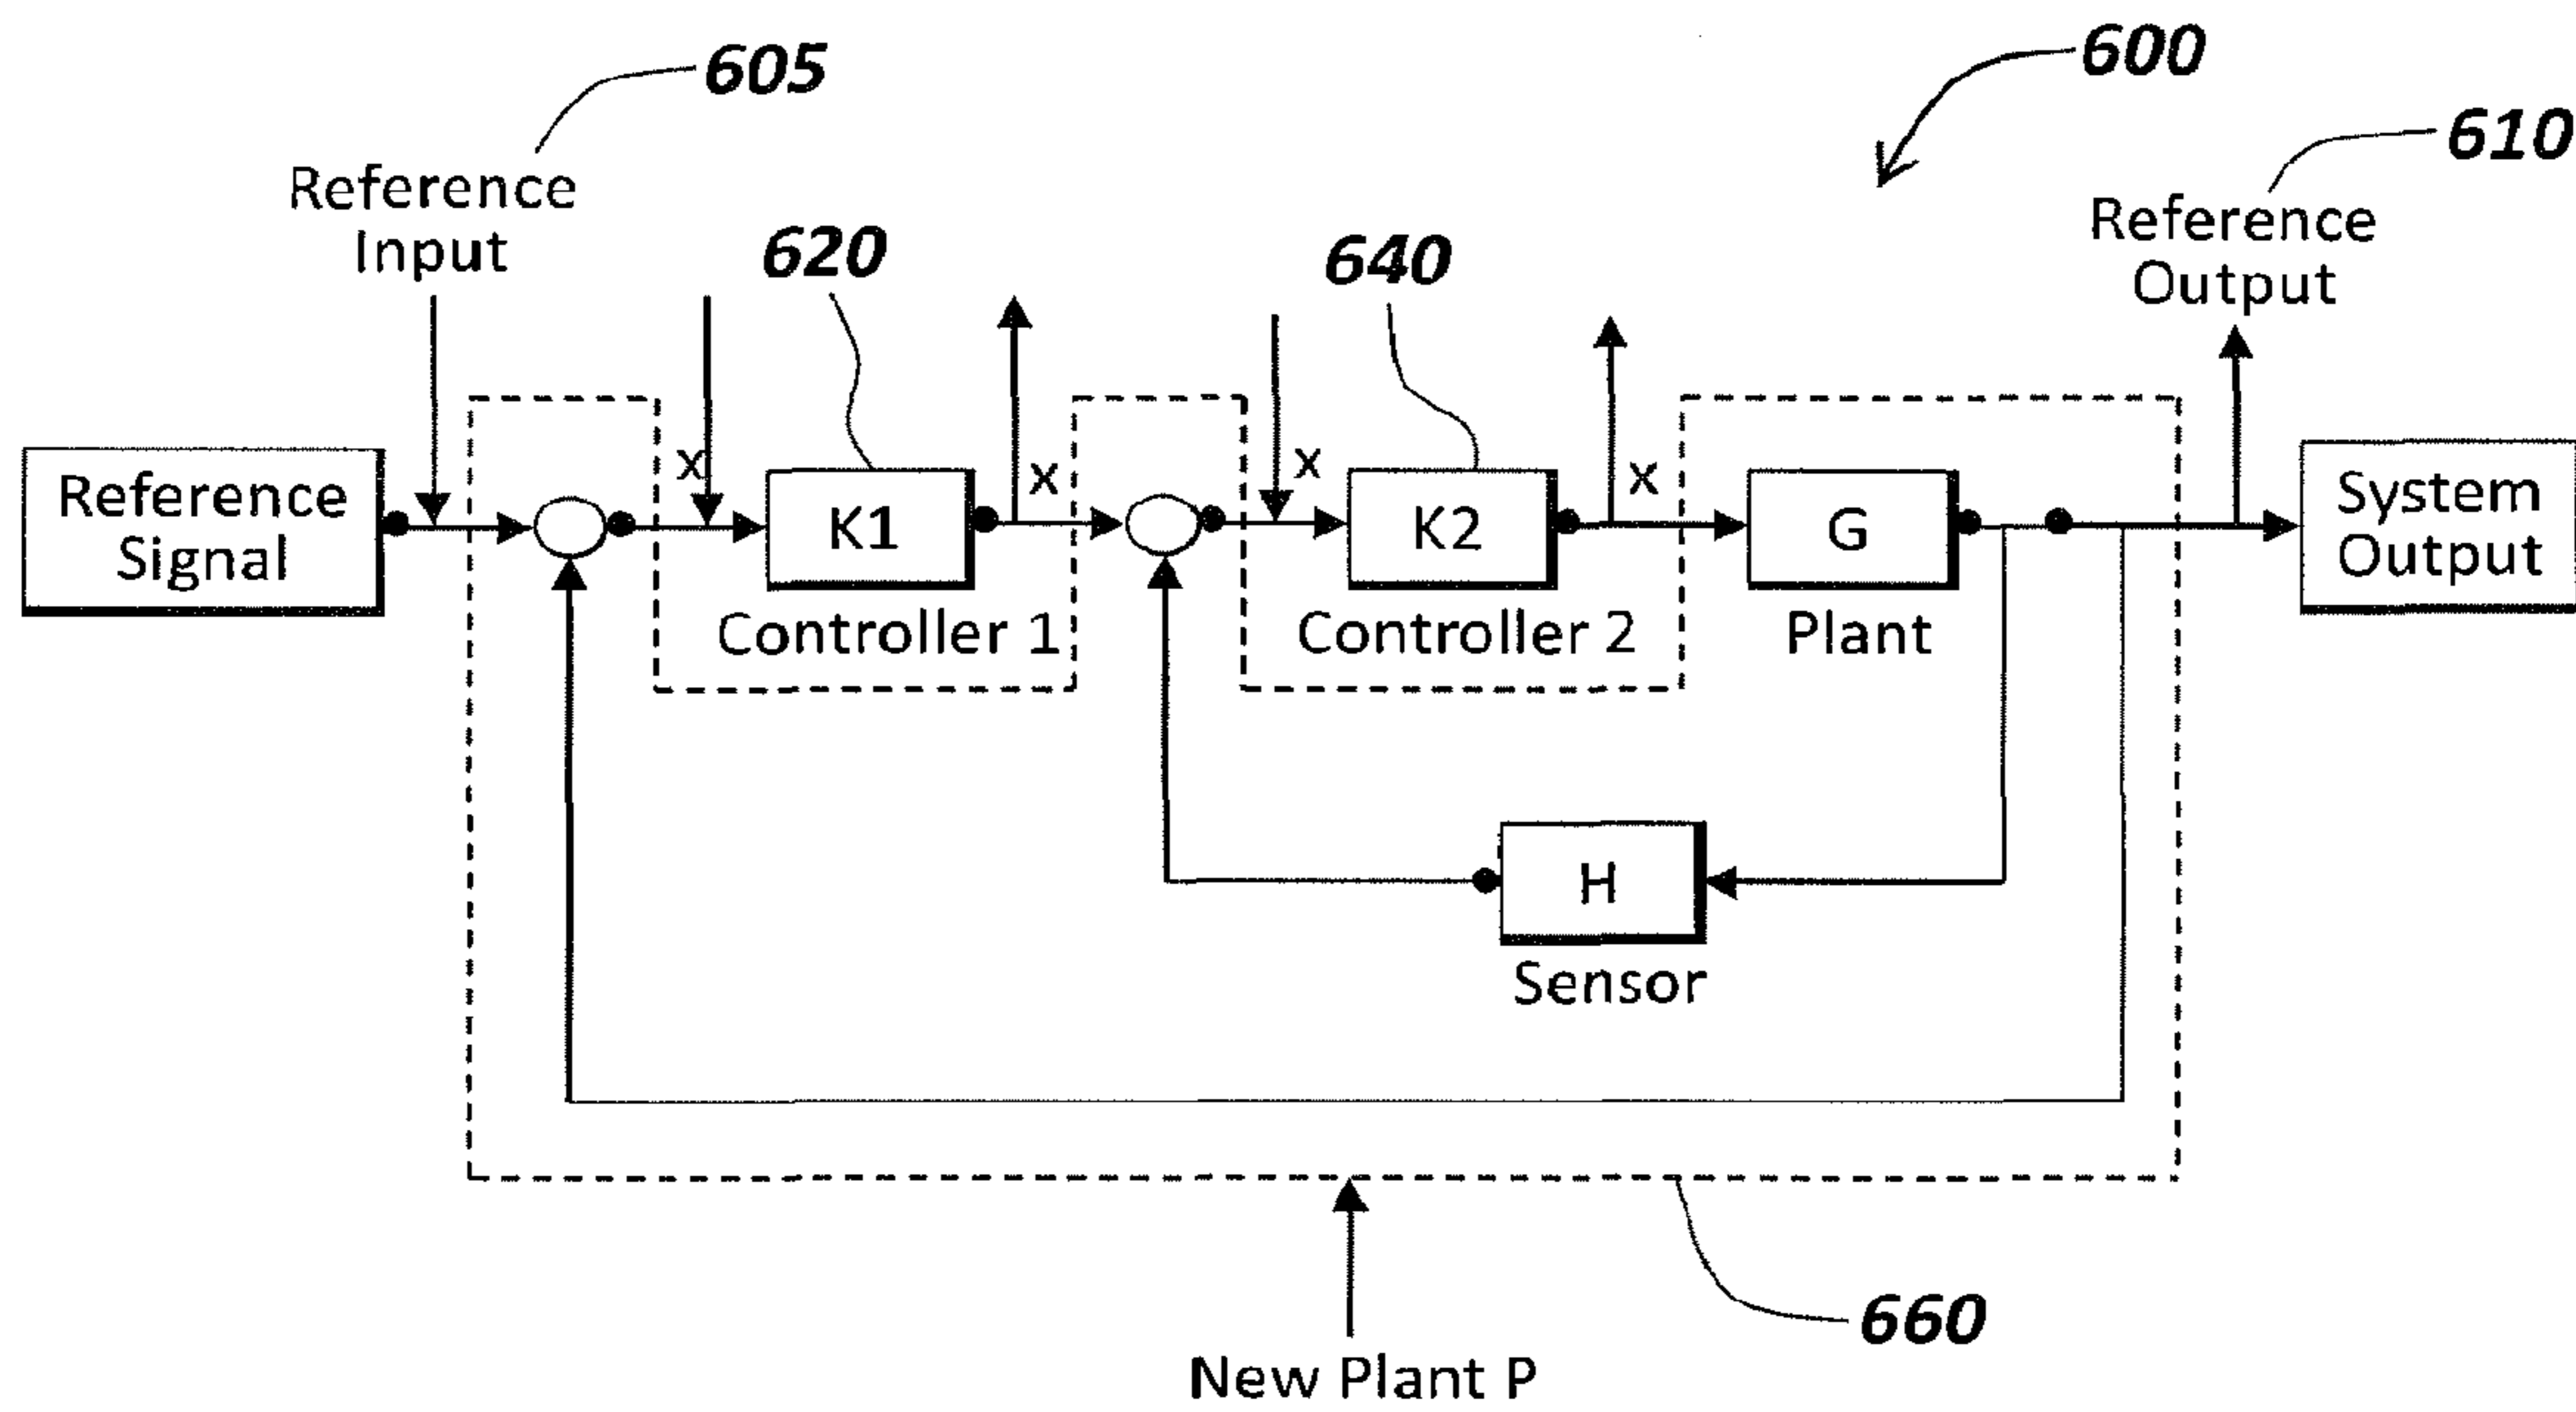 600
605
610
Reference
Input
Reference
Output
620
640
x
x
x
x
Reference
Signal
K1
K2
G
System
Output
Controller 1
Controller 2
Plant
H
Sensor
660
New Plant P